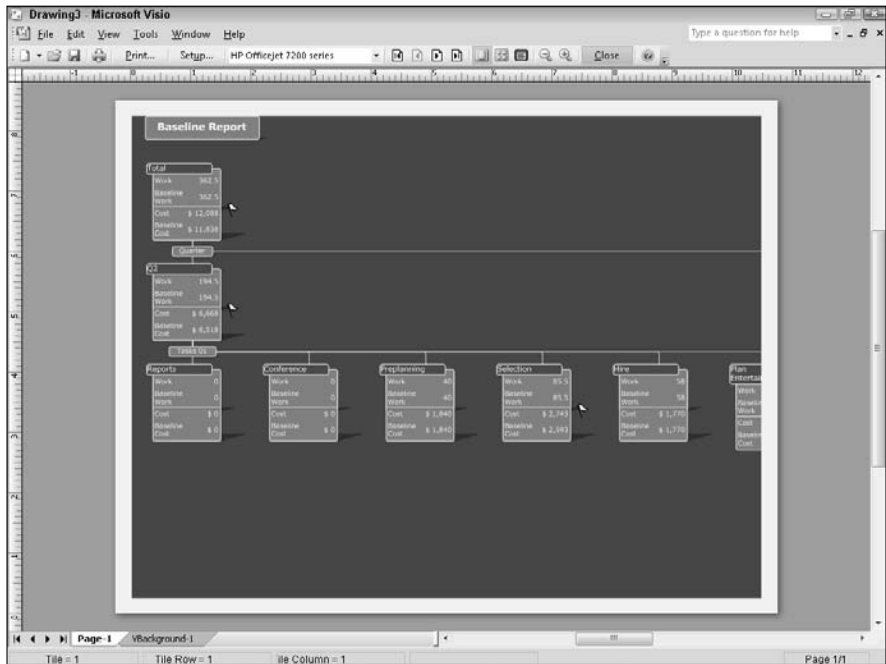 Drawing3 - Microsoft Visio
File Edit View Tools Window Help
Type a question for help
Print... Setup... HP Officejet 7200 series Close
Baseline Report
Total
Work 362.5
Baseline Work 362.5
Cost $ 12,088
Baseline Cost $ 11,838
Quarter
Q2
Work 194.5
Baseline Work 194.5
Cost $ 6,668
Baseline Cost $ 6,518
Reports
Work 0
Baseline Work 0
Cost $ 0
Baseline Cost $ 0
Conference
Work 0
Baseline Work 0
Cost $ 0
Baseline Cost $ 0
Preplanning
Work 40
Baseline Work 40
Cost $ 1,840
Baseline Cost $ 1,840
Selection
Work 85.5
Baseline Work 85.5
Cost $ 2,743
Baseline Cost $ 2,593
Hire
Work 58
Baseline Work 58
Cost $ 1,770
Baseline Cost $ 1,770
Plan
Work
Work
Cost
Cost
Page-1 VBackground-1
Tile = 1 Tile Row = 1 ile Column = 1 Page 1/1